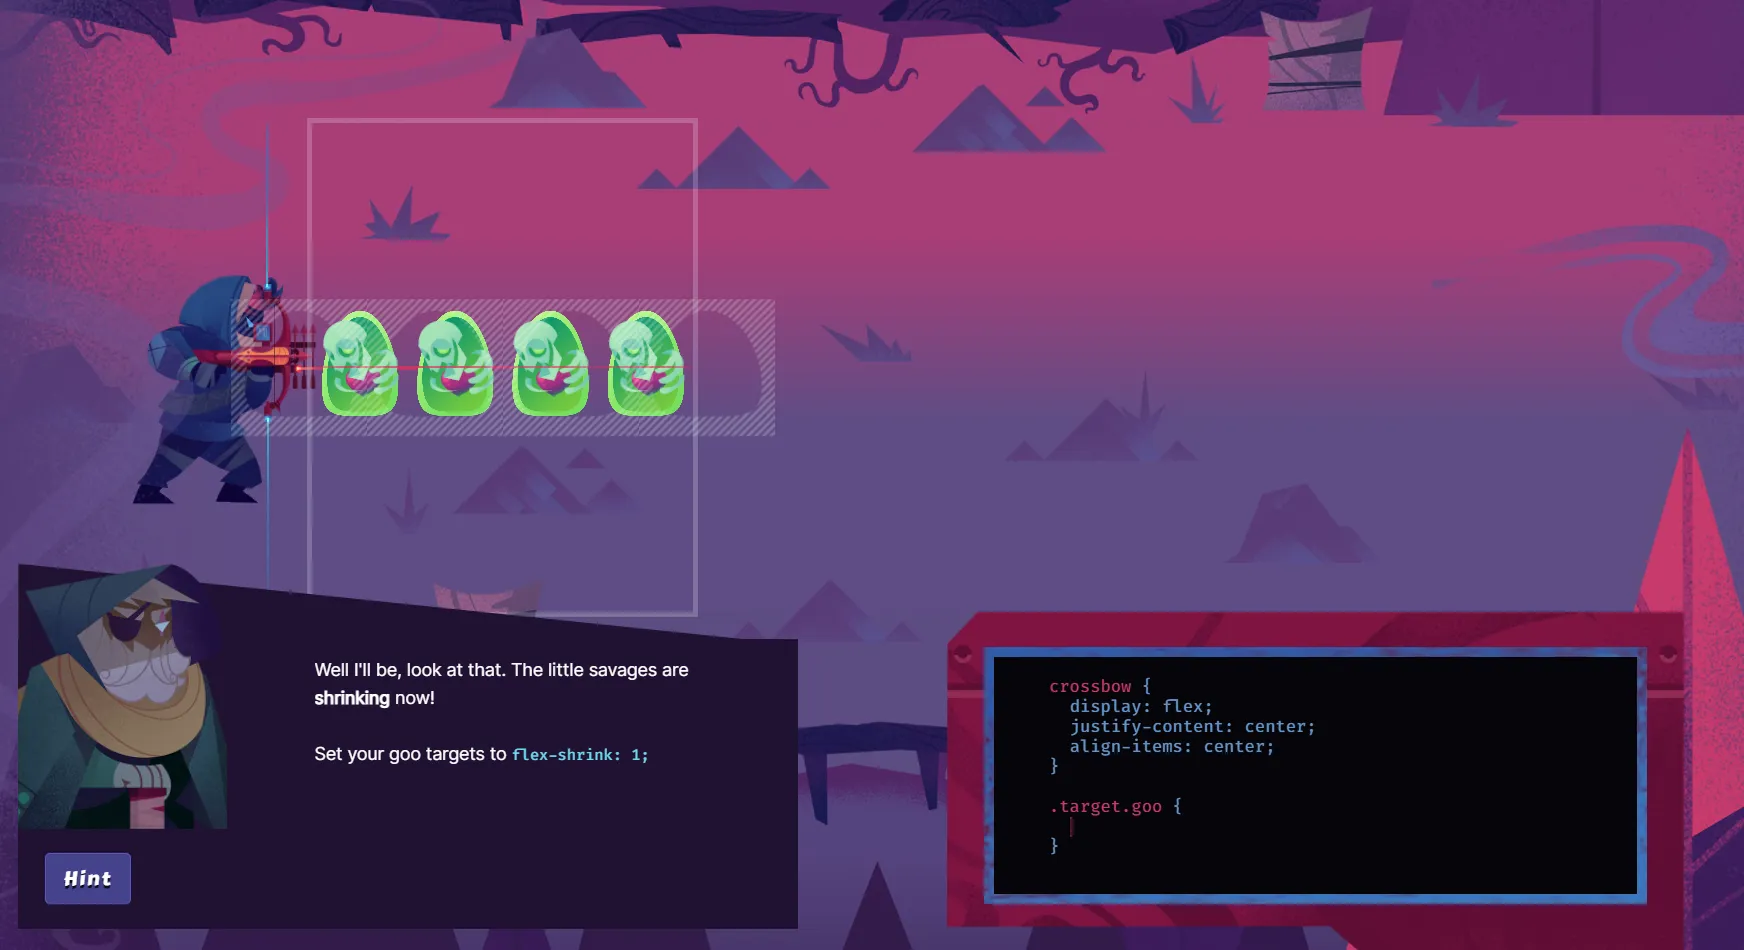 Well I'll be, look at that. The little savages are
shrinking now!
Set your goo targets to flex-shrink: 1;
Hint
crossbow {
display: flex;
justify-content: center;
align-items: center;
}
.target.goo {
}